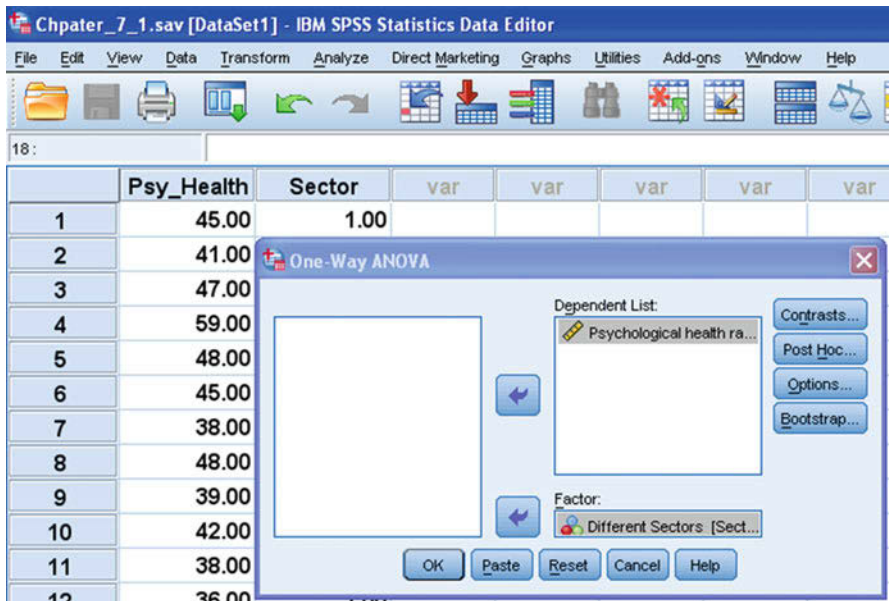 Chpater_7_1.sav [DataSet1] - IBM SPSS Statistics Data Editor
File Edit View Data Transform Analyze Direct Marketing Graphs Utilities Add-ons Window Help
18 :
Psy_Health Sector var var var var var
1 45.00 1.00
2 41.00
3 47.00
4 59.00
5 48.00
6 45.00
7 38.00
8 48.00
9 39.00
10 42.00
11 38.00
12 36.00
One-Way ANOVA
Dependent List:
Psychological health ra...
Contrasts...
Post Hoc...
Options...
Bootstrap...
Factor:
Different Sectors [Sect...
OK Paste Reset Cancel Help